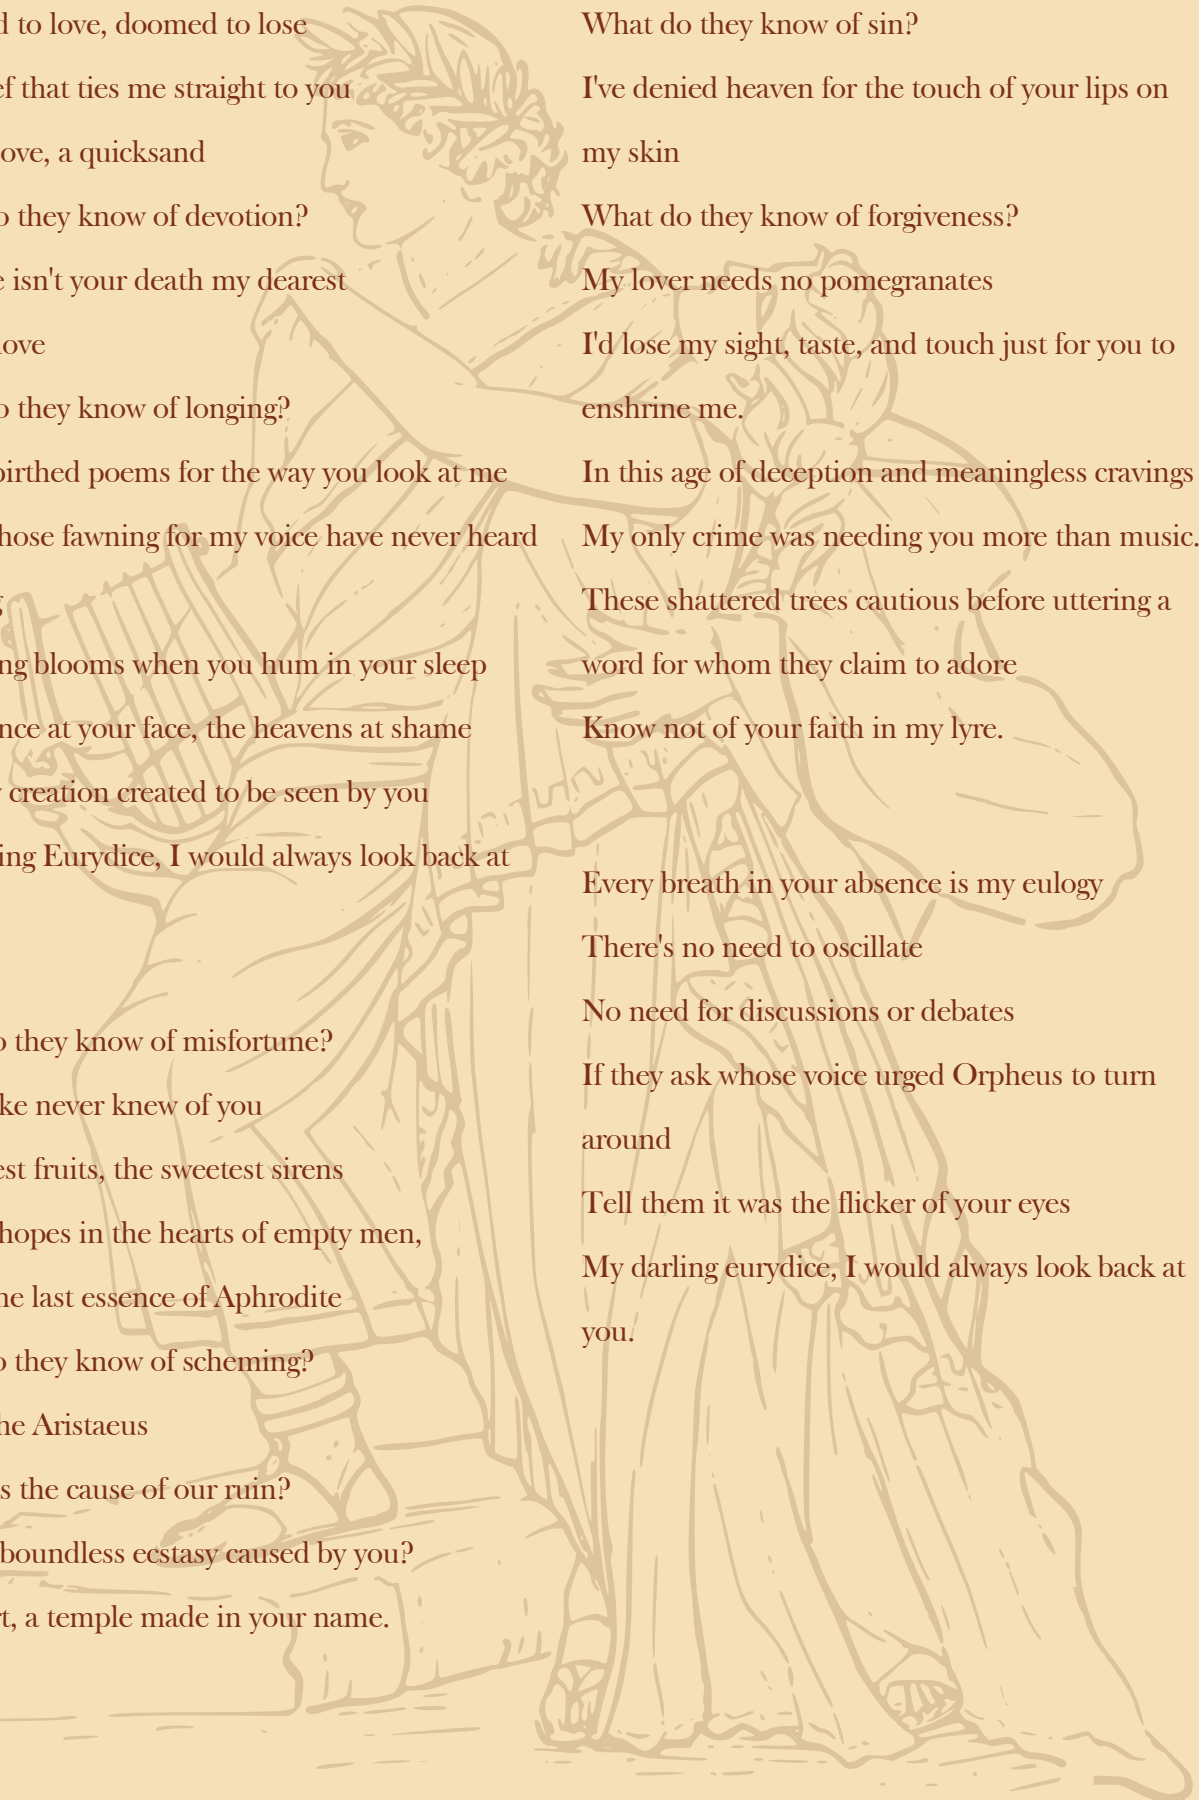 to love, doomed to lose
that ties me straight to you
a quicksand
they know of devotion?
isn't your death my dearest
love
they know of longing?
birthed poems for the way you look at me
those fawning for my voice have never heard
blooms when you hum in your sleep
at your face, the heavens at shame
creation created to be seen by you
Eurydice, I would always look back at
they know of misfortune?
never knew of you
fruits, the sweetest sirens
hopes in the hearts of empty men,
last essence of Aphrodite
they know of scheming?
Aristaeus
the cause of our ruin?
boundless ecstasy caused by you?
a temple made in your name.
What do they know of sin?
I've denied heaven for the touch of your lips on
my skin
What do they know of forgiveness?
My lover needs no pomegranates
I'd lose my sight, taste, and touch just for you to
enshrine me.
In this age of deception and meaningless cravings
My only crime was needing you more than music.
These shattered trees cautious before uttering a
word for whom they claim to adore
Know not of your faith in my lyre.
Every breath in your absence is my eulogy
There's no need to oscillate
No need for discussions or debates
If they ask whose voice urged Orpheus to turn
around
Tell them it was the flicker of your eyes
My darling eurydice, I would always look back at
you.